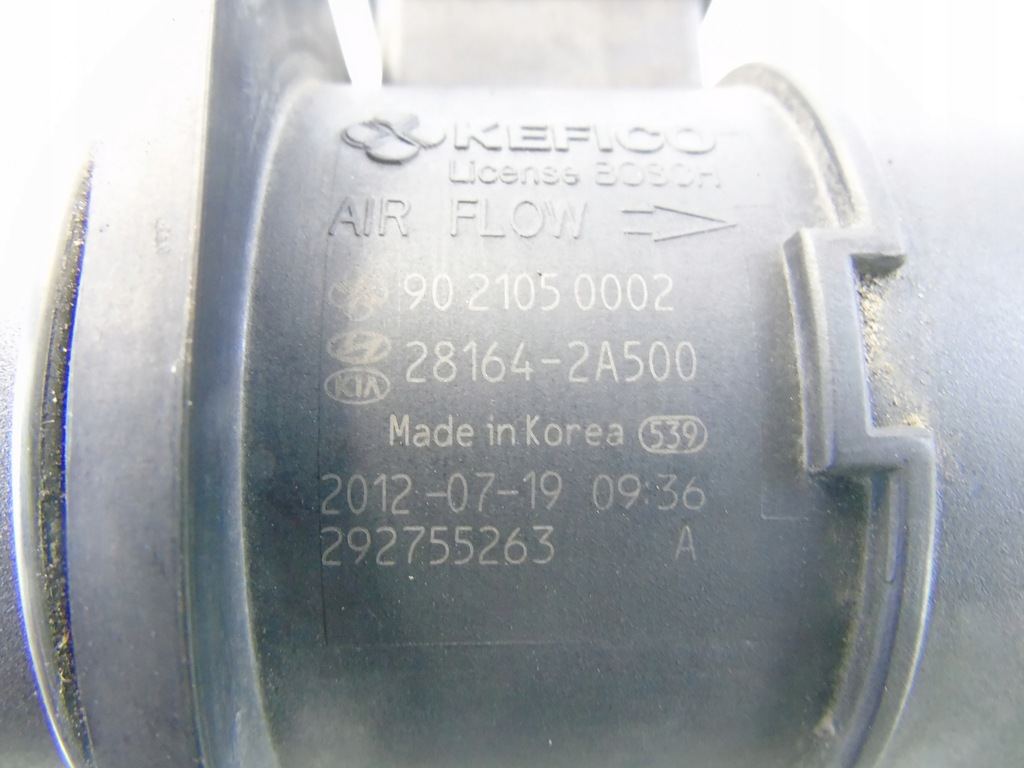 KEFICO
License BOSCH
AIR FLOW ⇒
90 2105 0002
28164-2A500
KIA
Made in Korea 539
2012-07-19 09:36
292755263 A